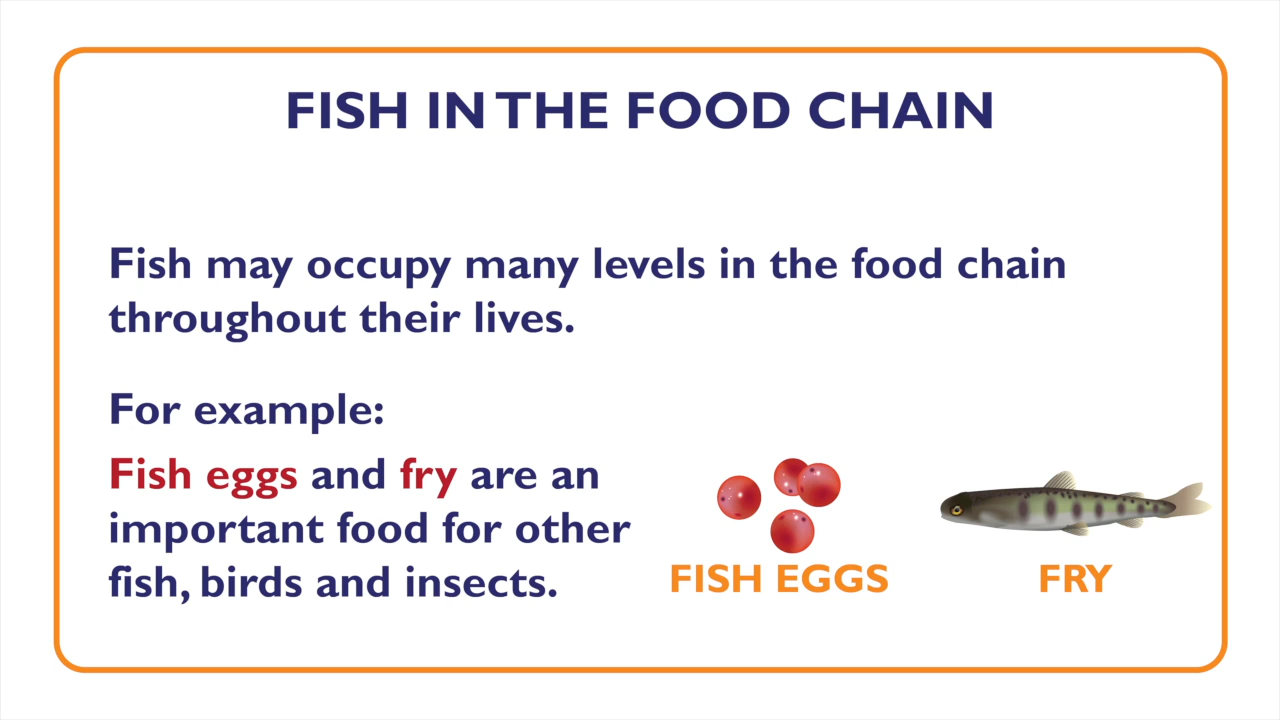 FISH IN THE FOOD CHAIN
Fish may occupy many levels in the food chain
throughout their lives.
For example:
Fish eggs and fry are an
important food for other
fish, birds and insects.
FISH EGGS
FRY